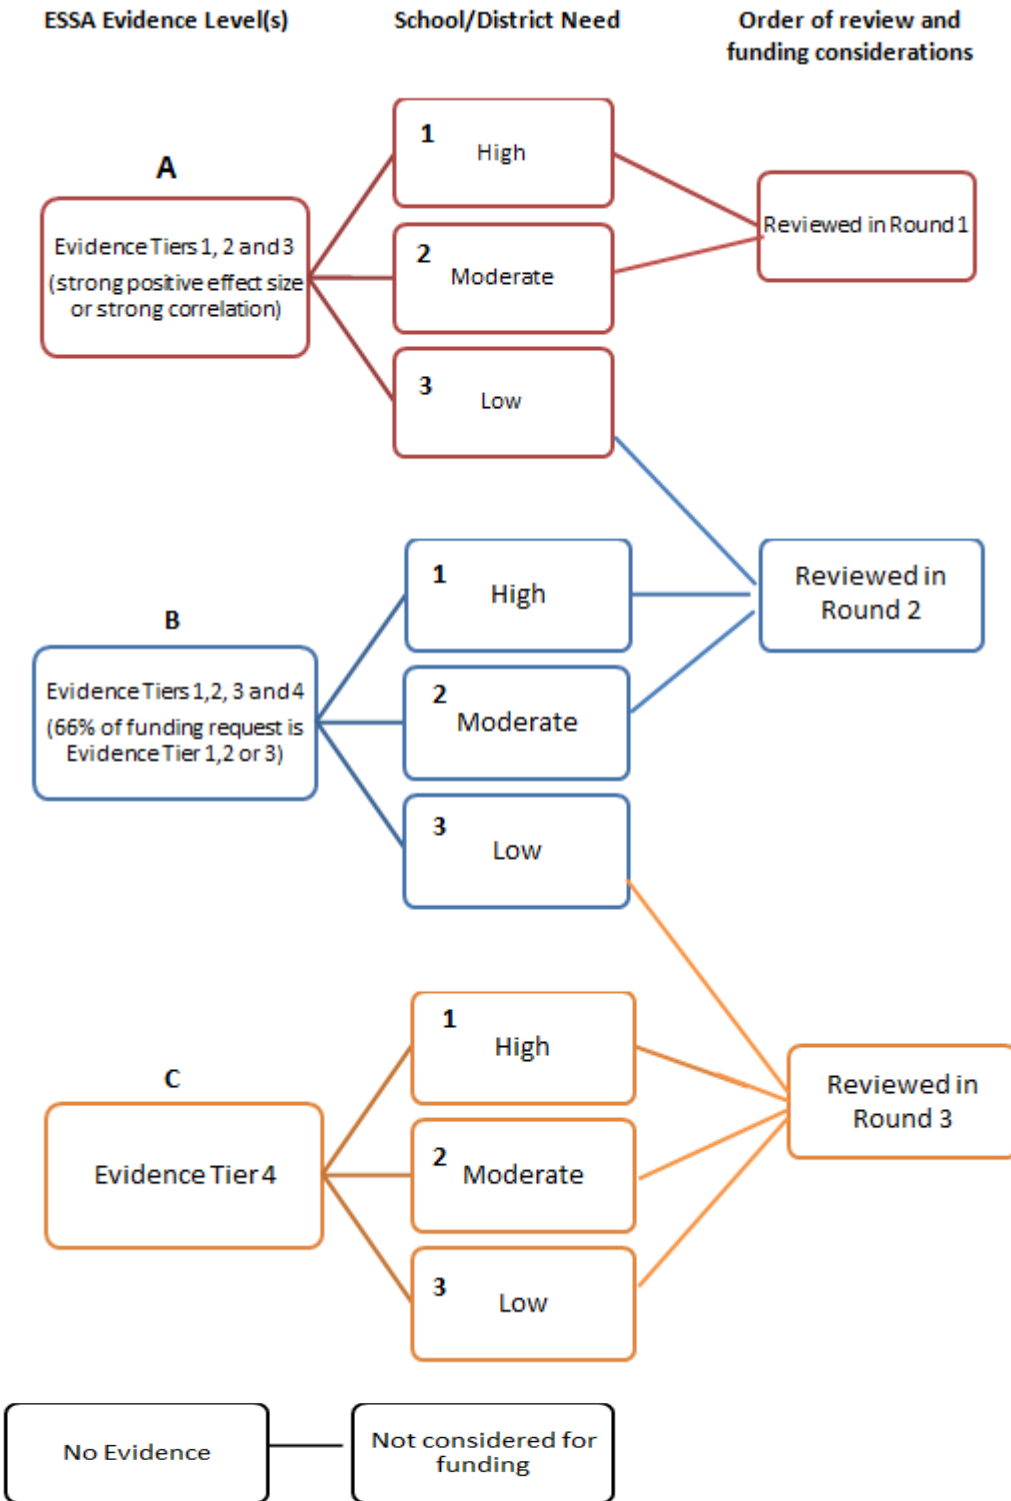 ESSA Evidence Level(s)
School/District Need
Order of review and
funding considerations
A
Evidence Tiers 1, 2 and 3
(strong positive effect size
or strong correlation)
1
High
2
Moderate
3
Low
Reviewed in Round 1
B
Evidence Tiers 1,2, 3 and 4
(66% of funding request is
Evidence Tier 1,2 or 3)
1
High
2
Moderate
3
Low
Reviewed in
Round 2
C
Evidence Tier 4
1
High
2
Moderate
3
Low
Reviewed in
Round 3
No Evidence
Not considered for
funding